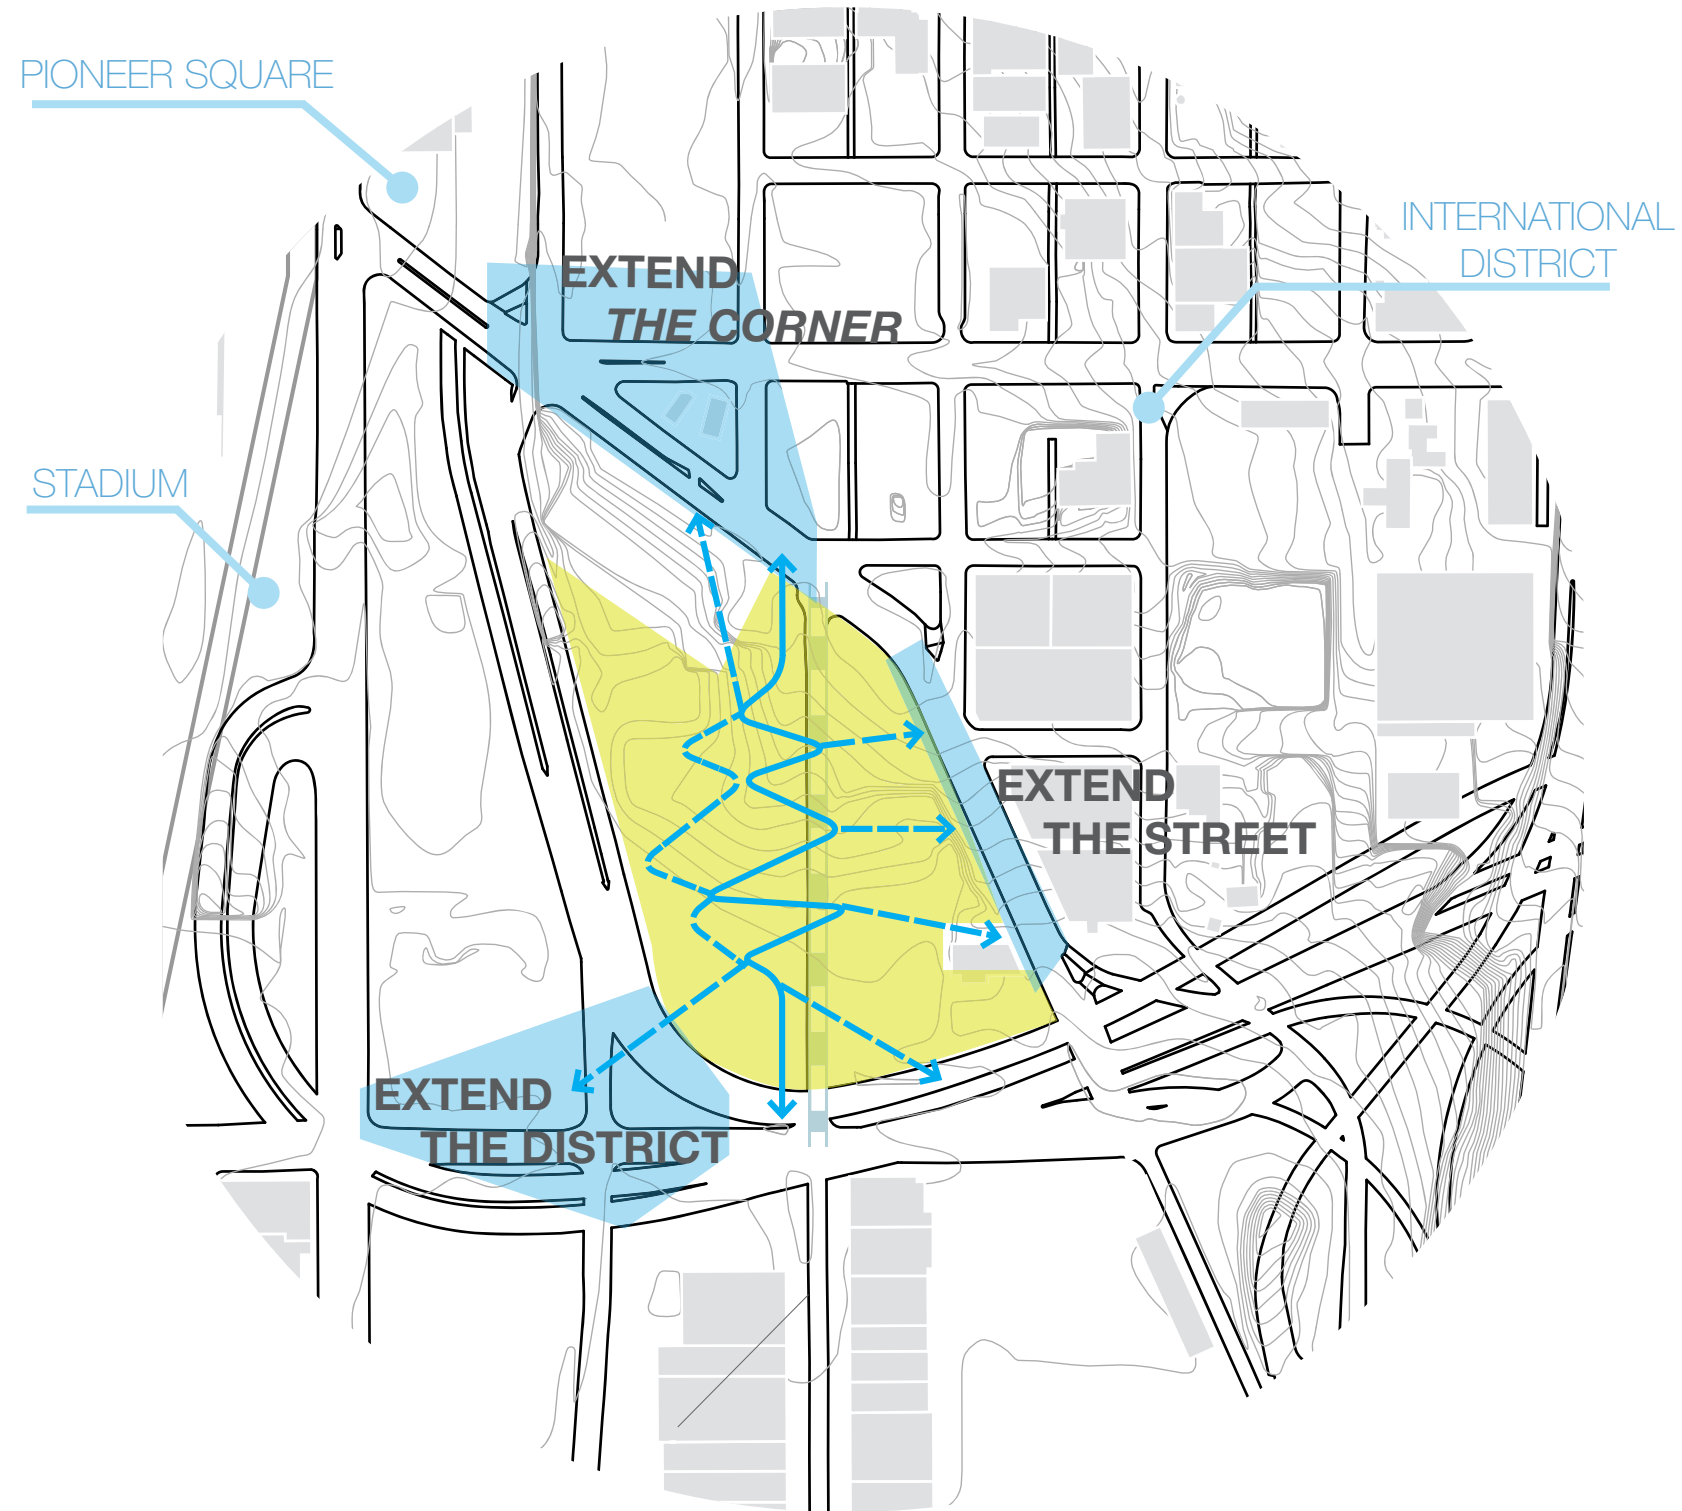 PIONEER SQUARE
INTERNATIONAL
DISTRICT
EXTEND
THE CORNER
STADIUM
EXTEND
THE STREET
EXTEND
THE DISTRICT